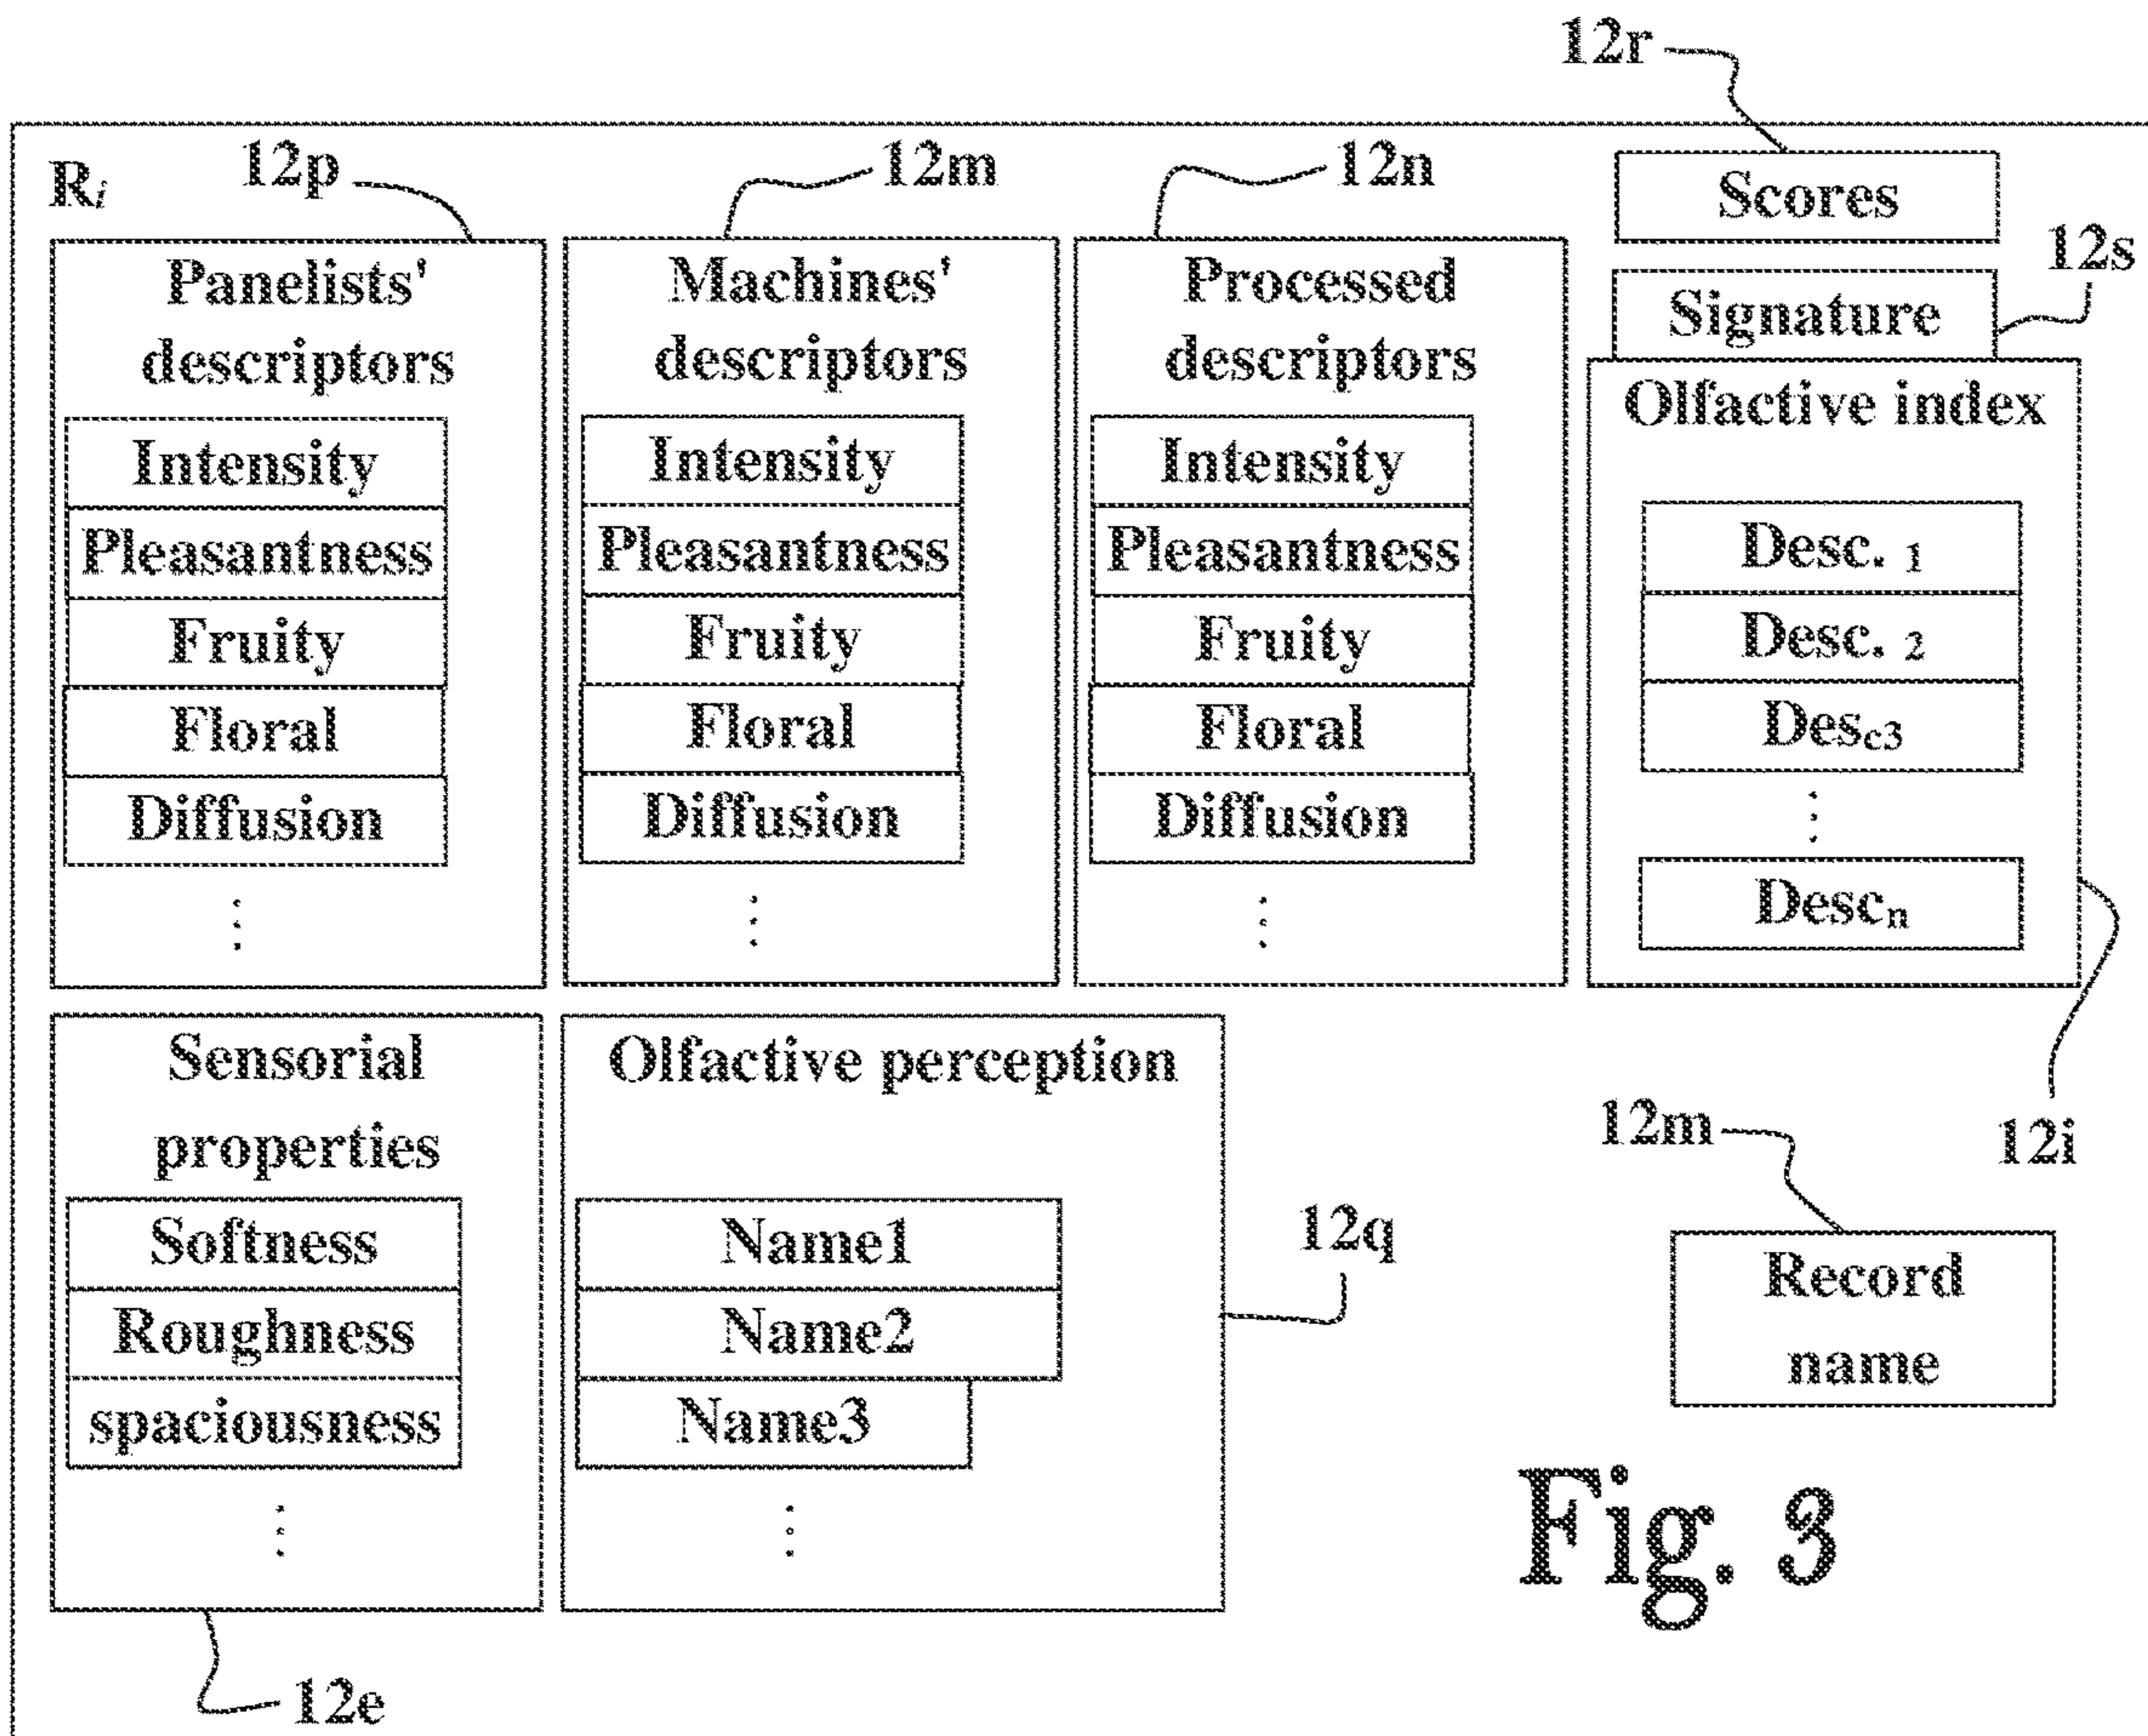 12r
R𝑖
12p
12m
12n
Scores
12s
Signature
Panelists'
descriptors
Intensity
Pleasantness
Fruity
Floral
Diffusion
⋮
Machines'
descriptors
Intensity
Pleasantness
Fruity
Floral
Diffusion
⋮
Processed
descriptors
Intensity
Pleasantness
Fruity
Floral
Diffusion
⋮
Olfactive index
Desc. 1
Desc. 2
Desc3
⋮
Descn
12i
Sensorial
properties
Softness
Roughness
spaciousness
⋮
12e
Olfactive perception
Name1
Name2
Name3
⋮
12q
12m
Record
name
Fig. 3